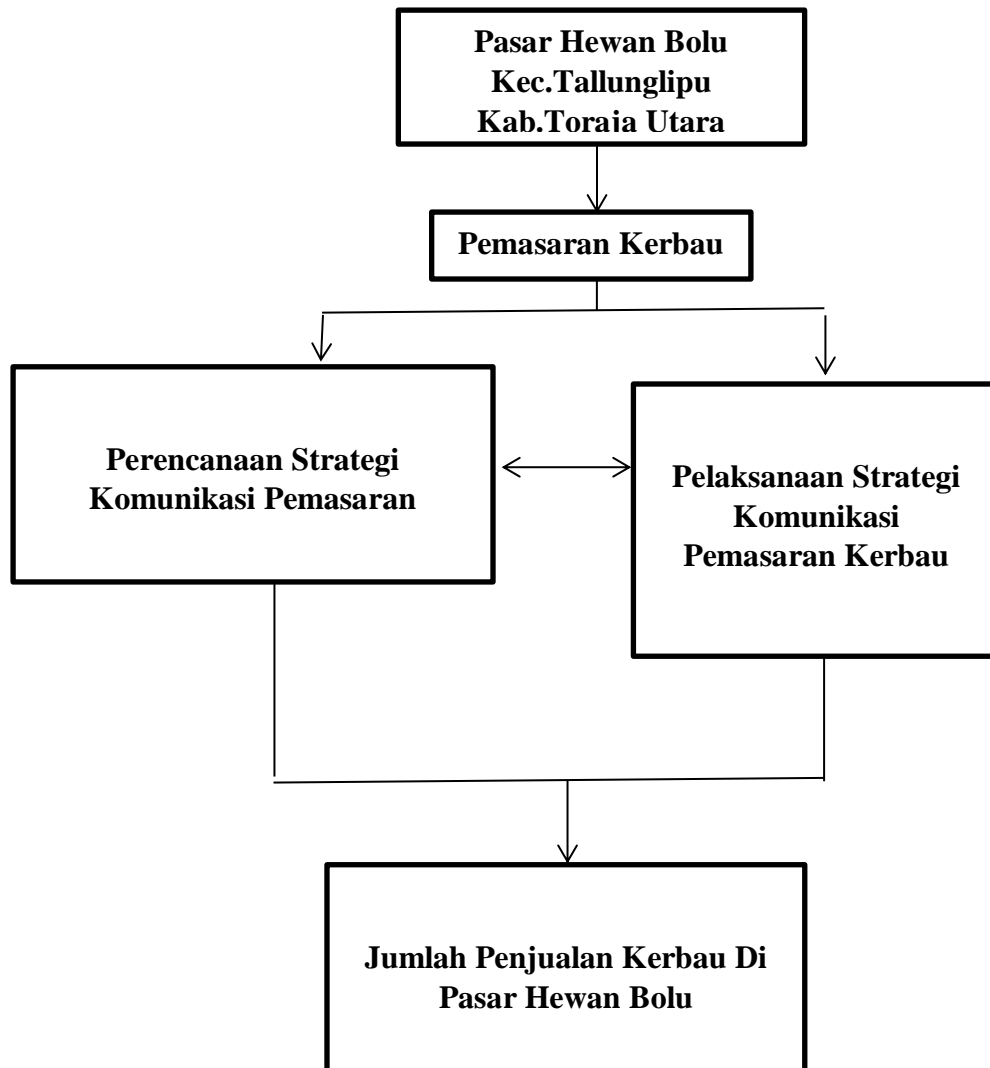 Pasar Hewan Bolu
Kec.Tallunglipu
Kab.Toraja Utara
Pemasaran Kerbau
Perencanaan Strategi
Komunikasi Pemasaran
Pelaksanaan Strategi
Komunikasi
Pemasaran Kerbau
Jumlah Penjualan Kerbau Di
Pasar Hewan Bolu